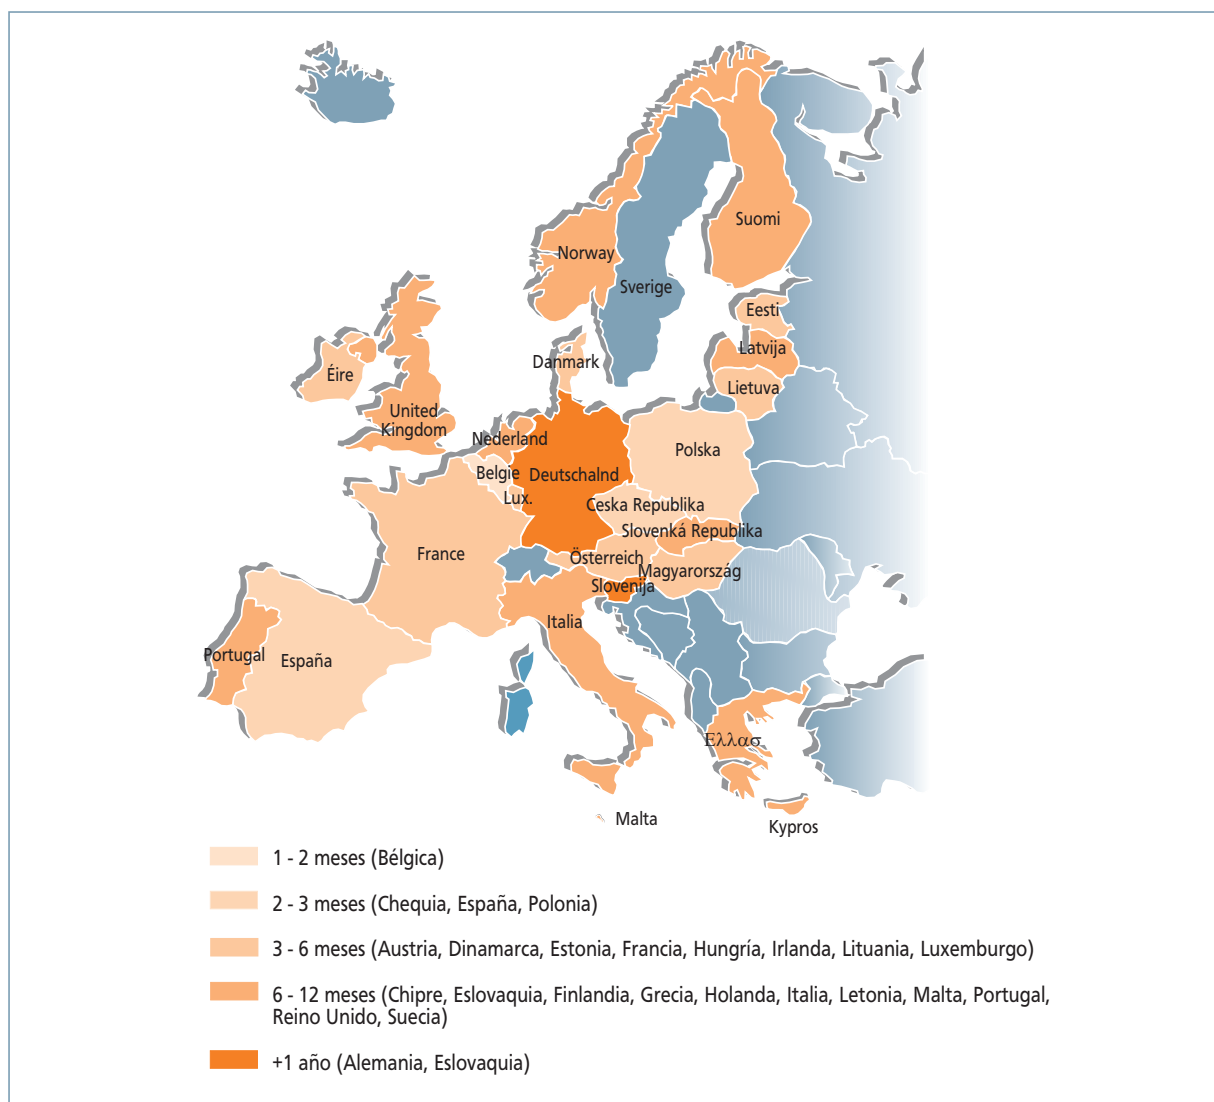 Suomi
Norway
Sverige
Eesti
Latvija
Danmark
Éire
Lietuva
United
Kingdom
Nederland
Polska
Belgie
Deutschalnd
Lux.
Ceska Republika
Slovenká Republika
France
Österreich
Magyarország
Slovenija
Italia
Portugal
España
Ελλασ
Malta
Kypros
1 - 2 meses (Bélgica)
2 - 3 meses (Chequia, España, Polonia)
3 - 6 meses (Austria, Dinamarca, Estonia, Francia, Hungría, Irlanda, Lituania, Luxemburgo)
6 - 12 meses (Chipre, Eslovaquia, Finlandia, Grecia, Holanda, Italia, Letonia, Malta, Portugal,
Reino Unido, Suecia)
+1 año (Alemania, Eslovaquia)